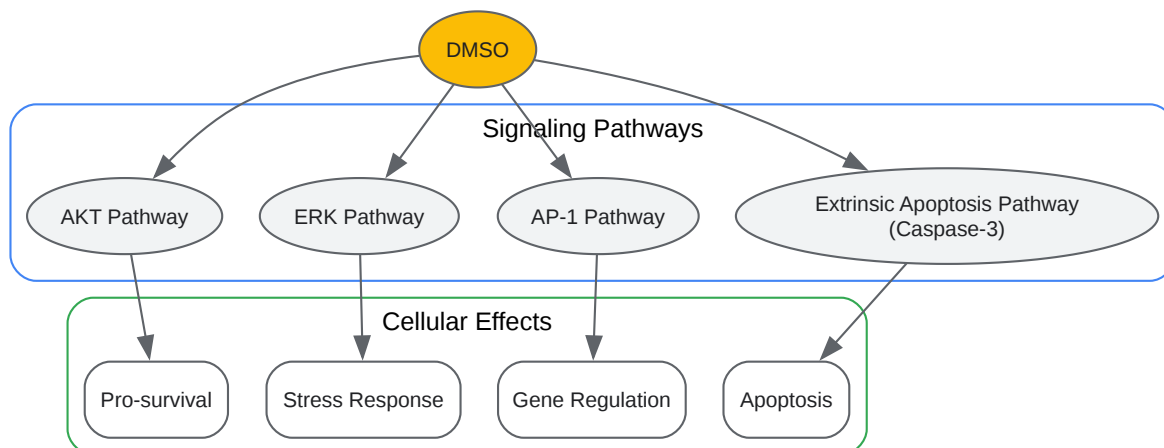 DMSO
Signaling Pathways
AKT Pathway
ERK Pathway
AP-1 Pathway
Extrinsic Apoptosis Pathway
(Caspase-3)
Cellular Effects
Pro-survival
Stress Response
Gene Regulation
Apoptosis